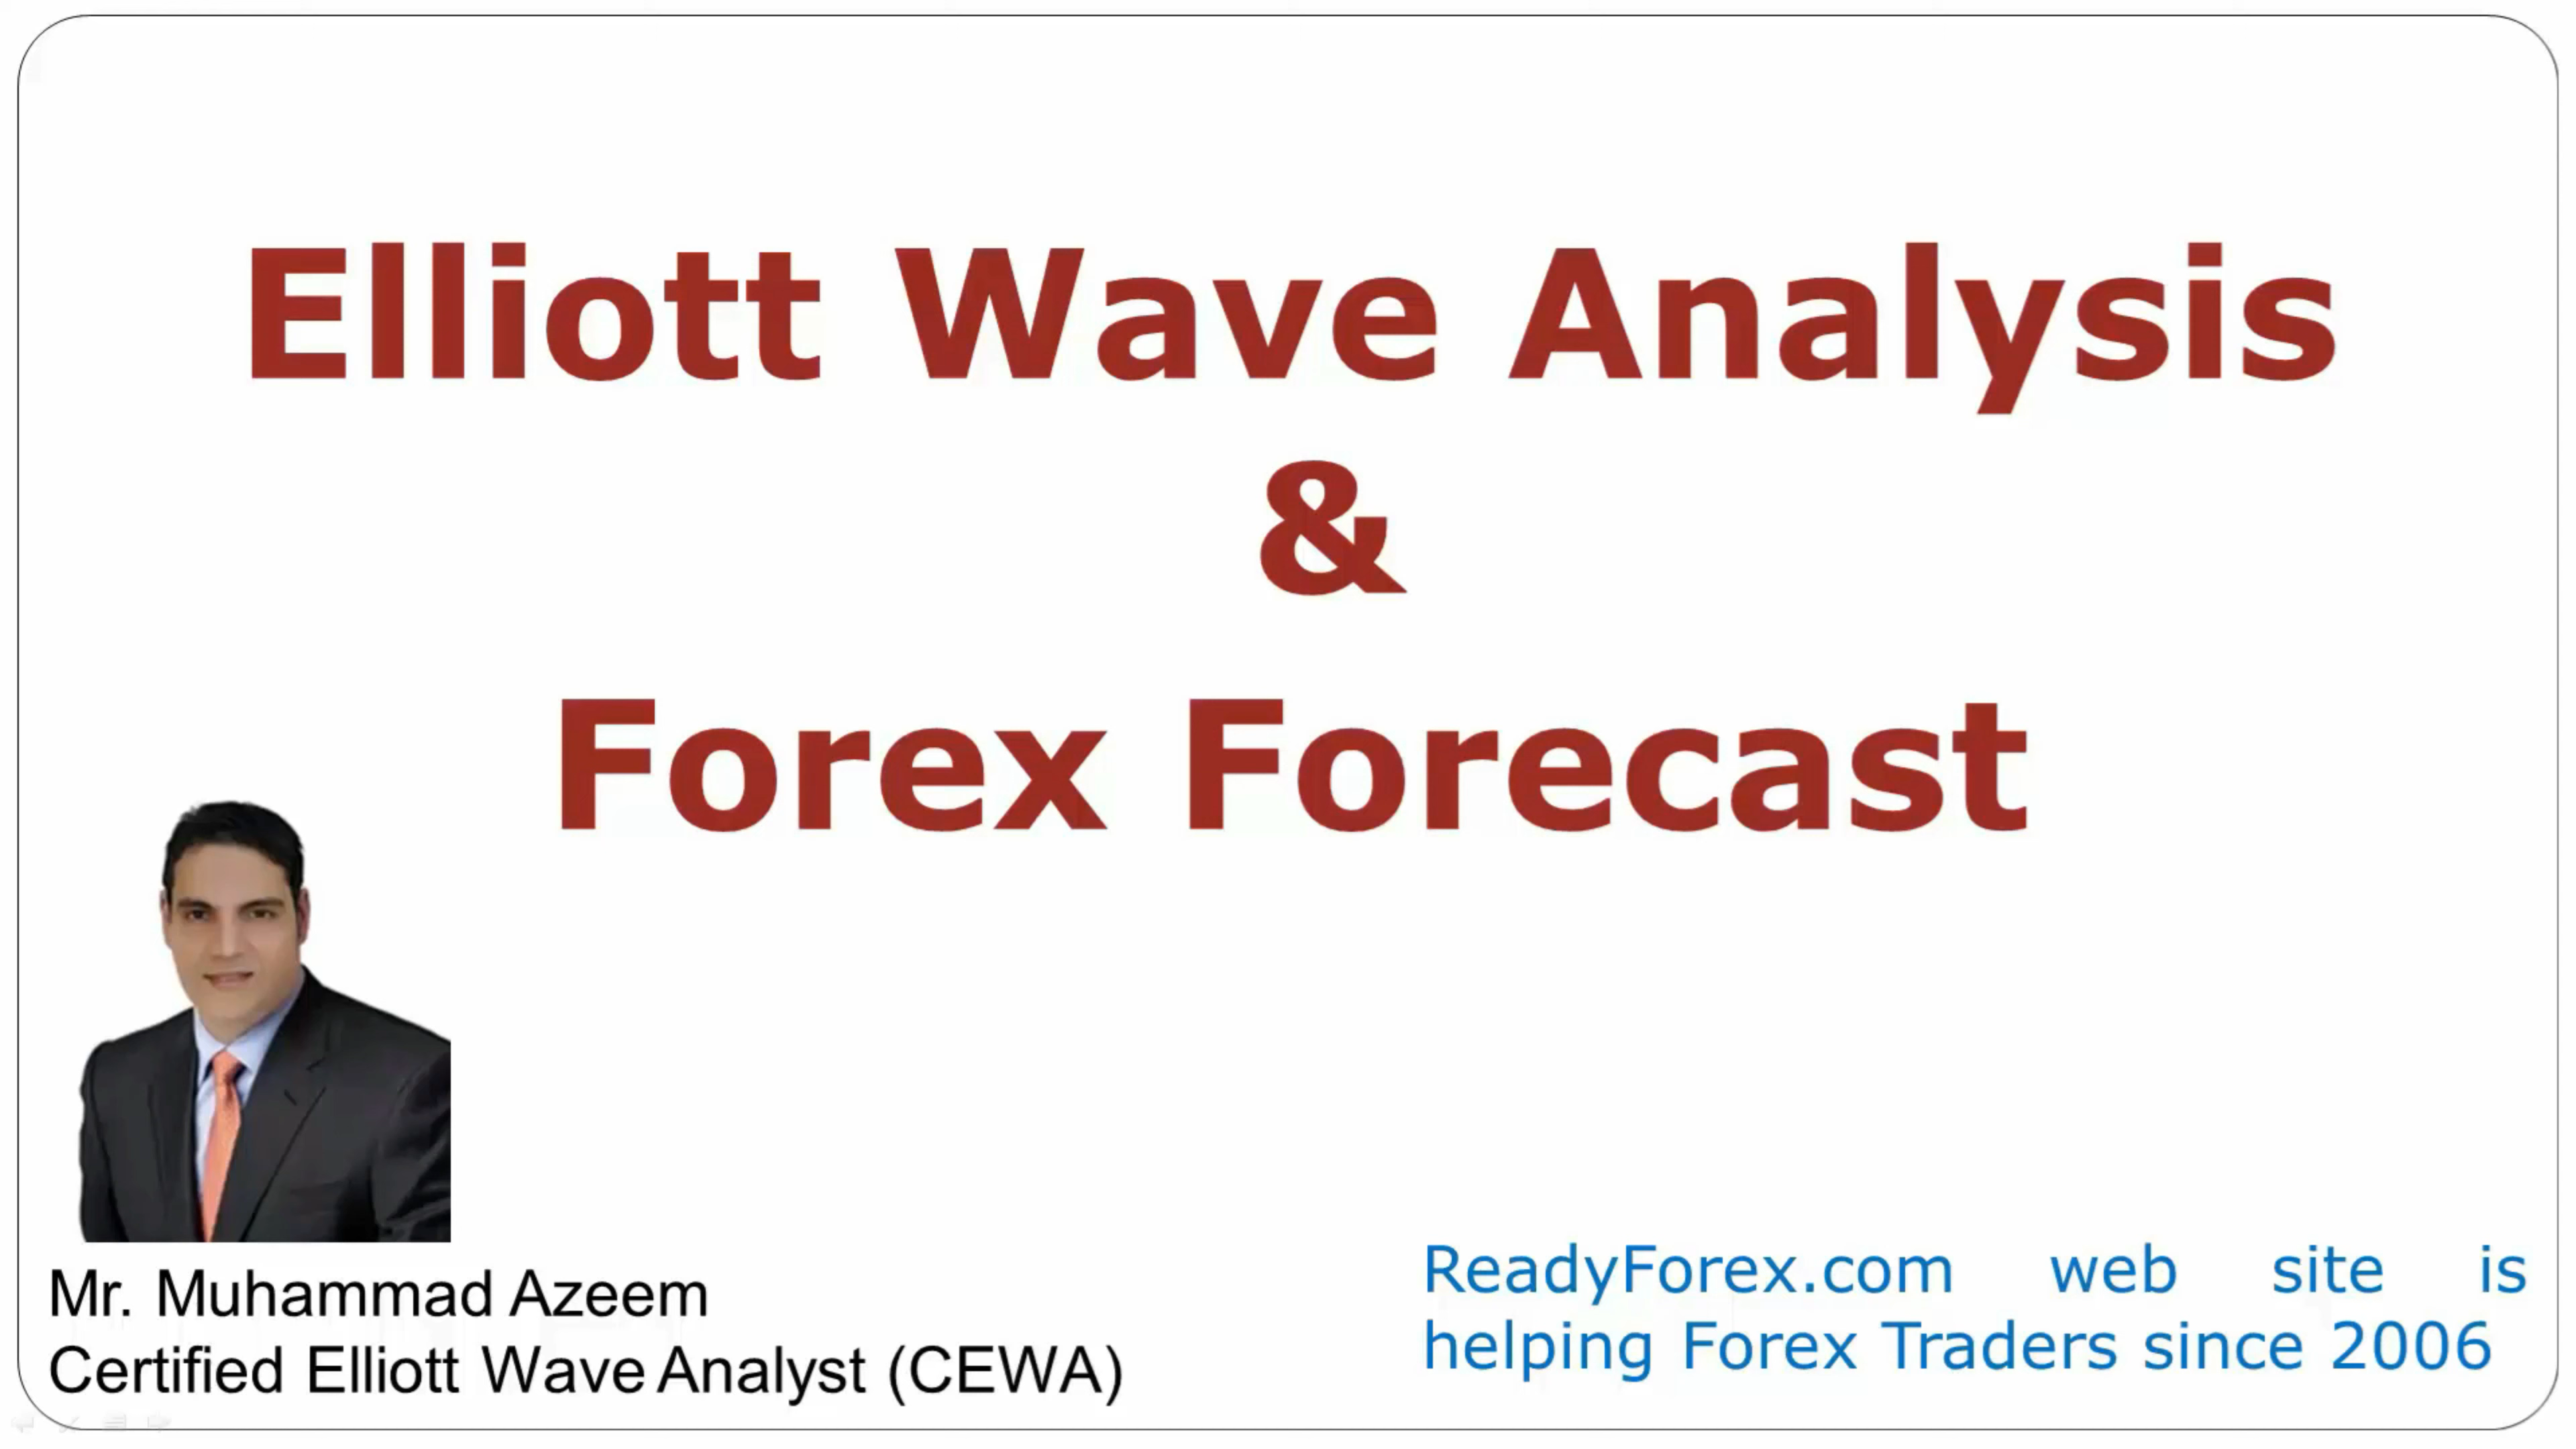 Elliott Wave Analysis
&
Forex Forecast
Mr. Muhammad Azeem
Certified Elliott Wave Analyst (CEWA)
ReadyForex.com web site is
helping Forex Traders since 2006